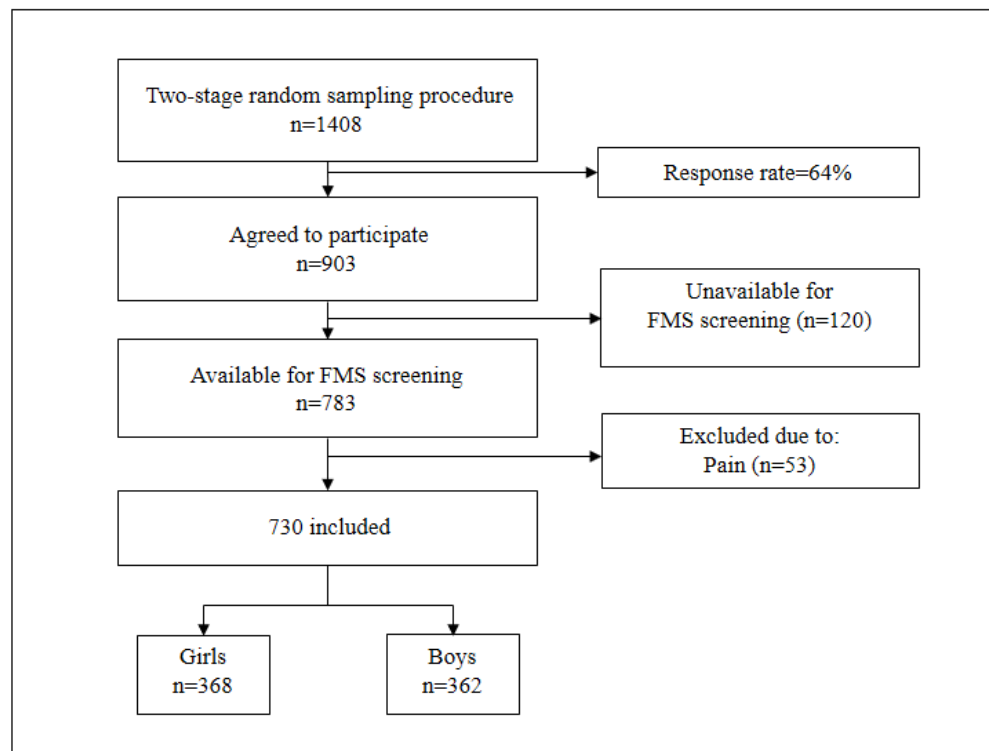 Two-stage random sampling procedure
n=1408
Response rate=64%
Agreed to participate
n=903
Unavailable for
FMS screening (n=120)
Available for FMS screening
n=783
Excluded due to:
Pain (n=53)
730 included
Girls
n=368
Boys
n=362